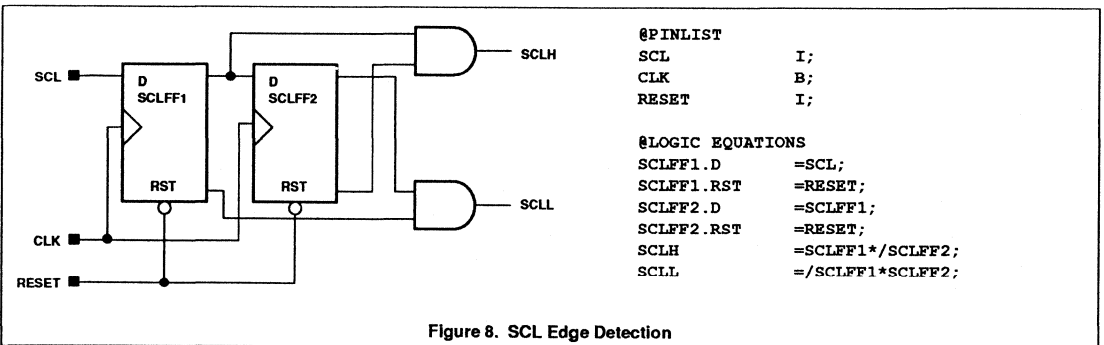 SCL
D
SCLFF1
RST
D
SCLFF2
RST
SCLH
SCLL
CLK
RESET
@PINLIST
SCL I;
CLK B;
RESET I;
@LOGIC EQUATIONS
SCLFF1.D =SCL;
SCLFF1.RST =RESET;
SCLFF2.D =SCLFF1;
SCLFF2.RST =RESET;
SCLH =SCLFF1*/SCLFF2;
SCLL =/SCLFF1*SCLFF2;
Figure 8. SCL Edge Detection